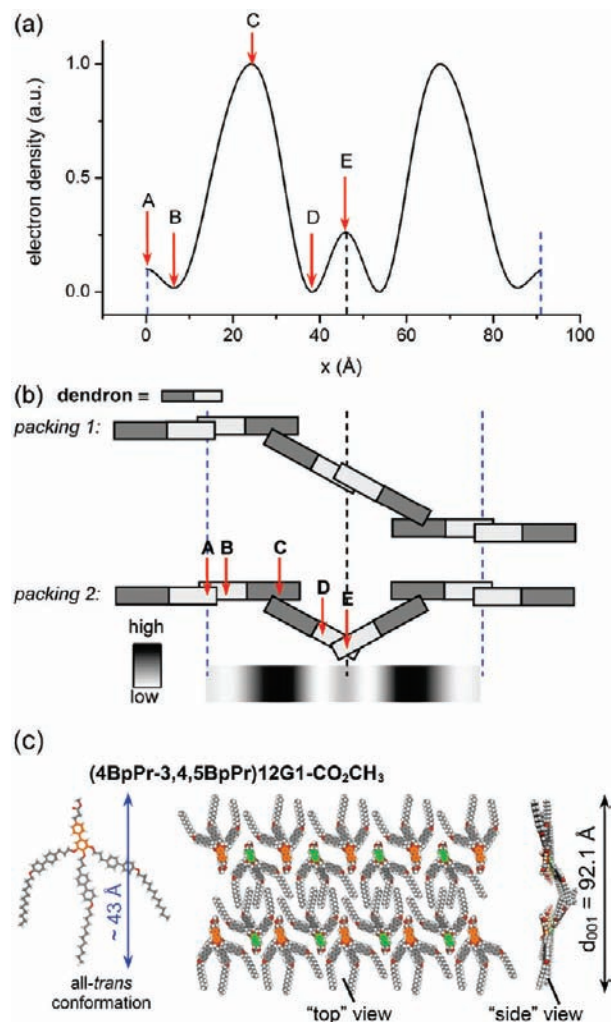 (a)
C
1.0
0.5
0.0
electron density (a.u.)
A
B
D
E
0 20 40 60 80 100
x (Å)
(b)
dendron ≡
packing 1:
packing 2:
A B C D E
high
low
(c)
(4BpPr-3,4,5BpPr)12G1-CO₂CH₃
~ 43 Å
d₀₀₁ = 92.1 Å
all-trans
conformation
"top" view
"side" view